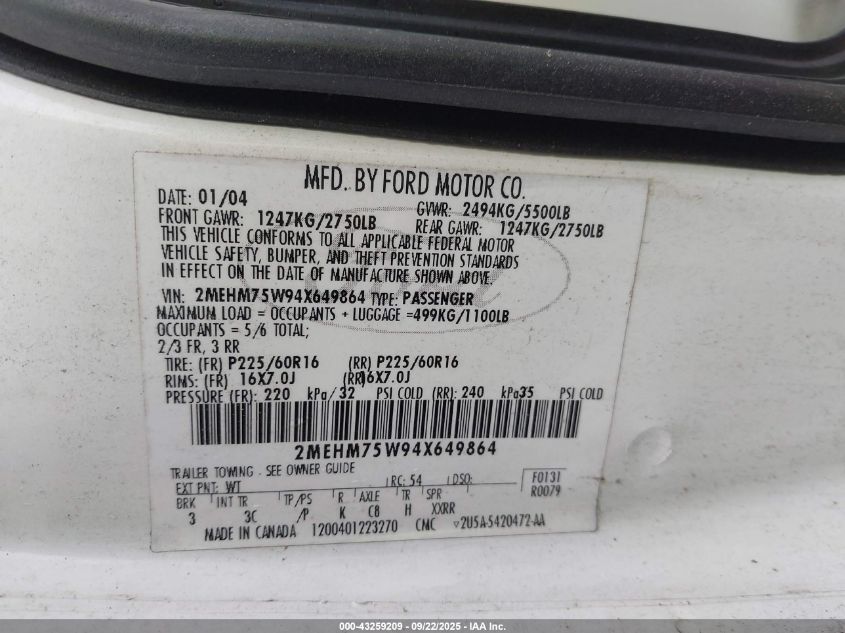 MFD. BY FORD MOTOR CO.
DATE: 01/04 GVWR: 2494KG/5500LB
FRONT GAWR: 1247KG/2750LB REAR GAWR: 1247KG/2750LB
THIS VEHICLE CONFORMS TO ALL APPLICABLE FEDERAL MOTOR
VEHICLE SAFETY, BUMPER, AND THEFT PREVENTION STANDARDS
IN EFFECT ON THE DATE OF MANUFACTURE SHOWN ABOVE.
VIN: 2MEHM75W94X649864 TYPE: PASSENGER
MAXIMUM LOAD = OCCUPANTS + LUGGAGE =499KG/1100LB
OCCUPANTS = 5/6 TOTAL;
2/3 FR, 3 RR
TIRE: (FR) P225/60R16 (RR) P225/60R16
RIMS: (FR) 16X7.0J (RR)16X7.0J
PRESSURE (FR): 220 kPa/32 PSI COLD (RR): 240 kPa35 PSI COLD
2MEHM75W94X649864
TRAILER TOWING - SEE OWNER GUIDE
EXT PNT: WT RC: 54 DSO: F0131
BRK INT TR TP/PS R AXLE TR SPR R0079
3 3C /P K C8 H XXRR
MADE IN CANADA 1200401223270 CMC 2U5A-5420472-AA
000-43259209 - 09/22/2025 - IAA Inc.